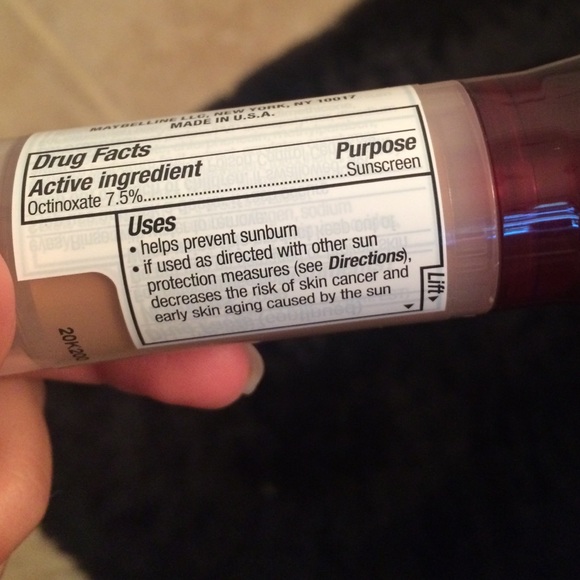 MAYBELLINE LLC, NEW YORK, NY 10017
MADE IN U.S.A.
Drug Facts
Active ingredient Purpose
Octinoxate 7.5%..............................Sunscreen
Uses
• helps prevent sunburn
• if used as directed with other sun
protection measures (see Directions),
decreases the risk of skin cancer and
early skin aging caused by the sun
Lift
20K200